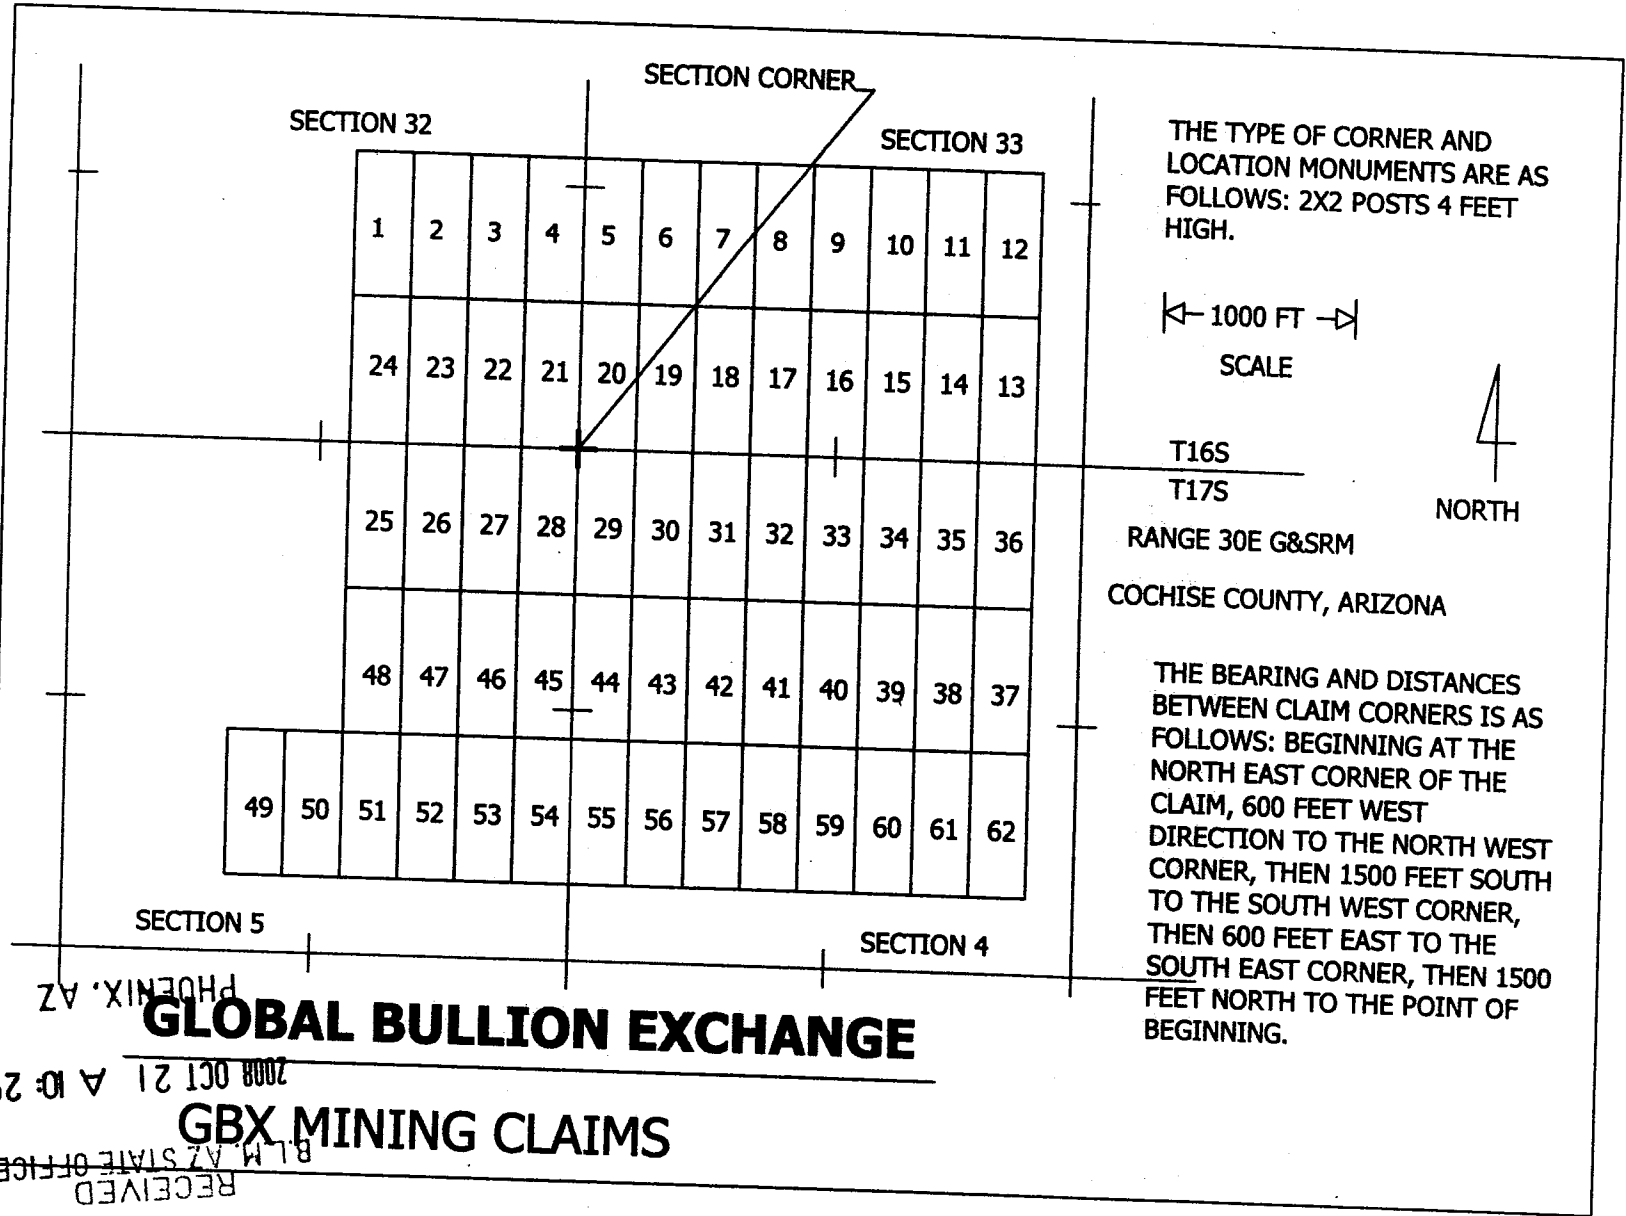 SECTION CORNER
SECTION 32
SECTION 33
THE TYPE OF CORNER AND
LOCATION MONUMENTS ARE AS
FOLLOWS: 2X2 POSTS 4 FEET
HIGH.
1 2 3 4 5 6 7 8 9 10 11 12
1000 FT
SCALE
24 23 22 21 20 19 18 17 16 15 14 13
T16S
T17S
NORTH
25 26 27 28 29 30 31 32 33 34 35 36
RANGE 30E G&SRM
COCHISE COUNTY, ARIZONA
48 47 46 45 44 43 42 41 40 39 38 37
THE BEARING AND DISTANCES
BETWEEN CLAIM CORNERS IS AS
FOLLOWS: BEGINNING AT THE
NORTH EAST CORNER OF THE
CLAIM, 600 FEET WEST
DIRECTION TO THE NORTH WEST
CORNER, THEN 1500 FEET SOUTH
TO THE SOUTH WEST CORNER,
THEN 600 FEET EAST TO THE
SOUTH EAST CORNER, THEN 1500
FEET NORTH TO THE POINT OF
BEGINNING.
49 50 51 52 53 54 55 56 57 58 59 60 61 62
SECTION 5
SECTION 4
GLOBAL BULLION EXCHANGE
GBX MINING CLAIMS
RECEIVED
B.L.M. AZ STATE OFFICE
2008 OCT 21 A 10: 2
PHOENIX, AZ